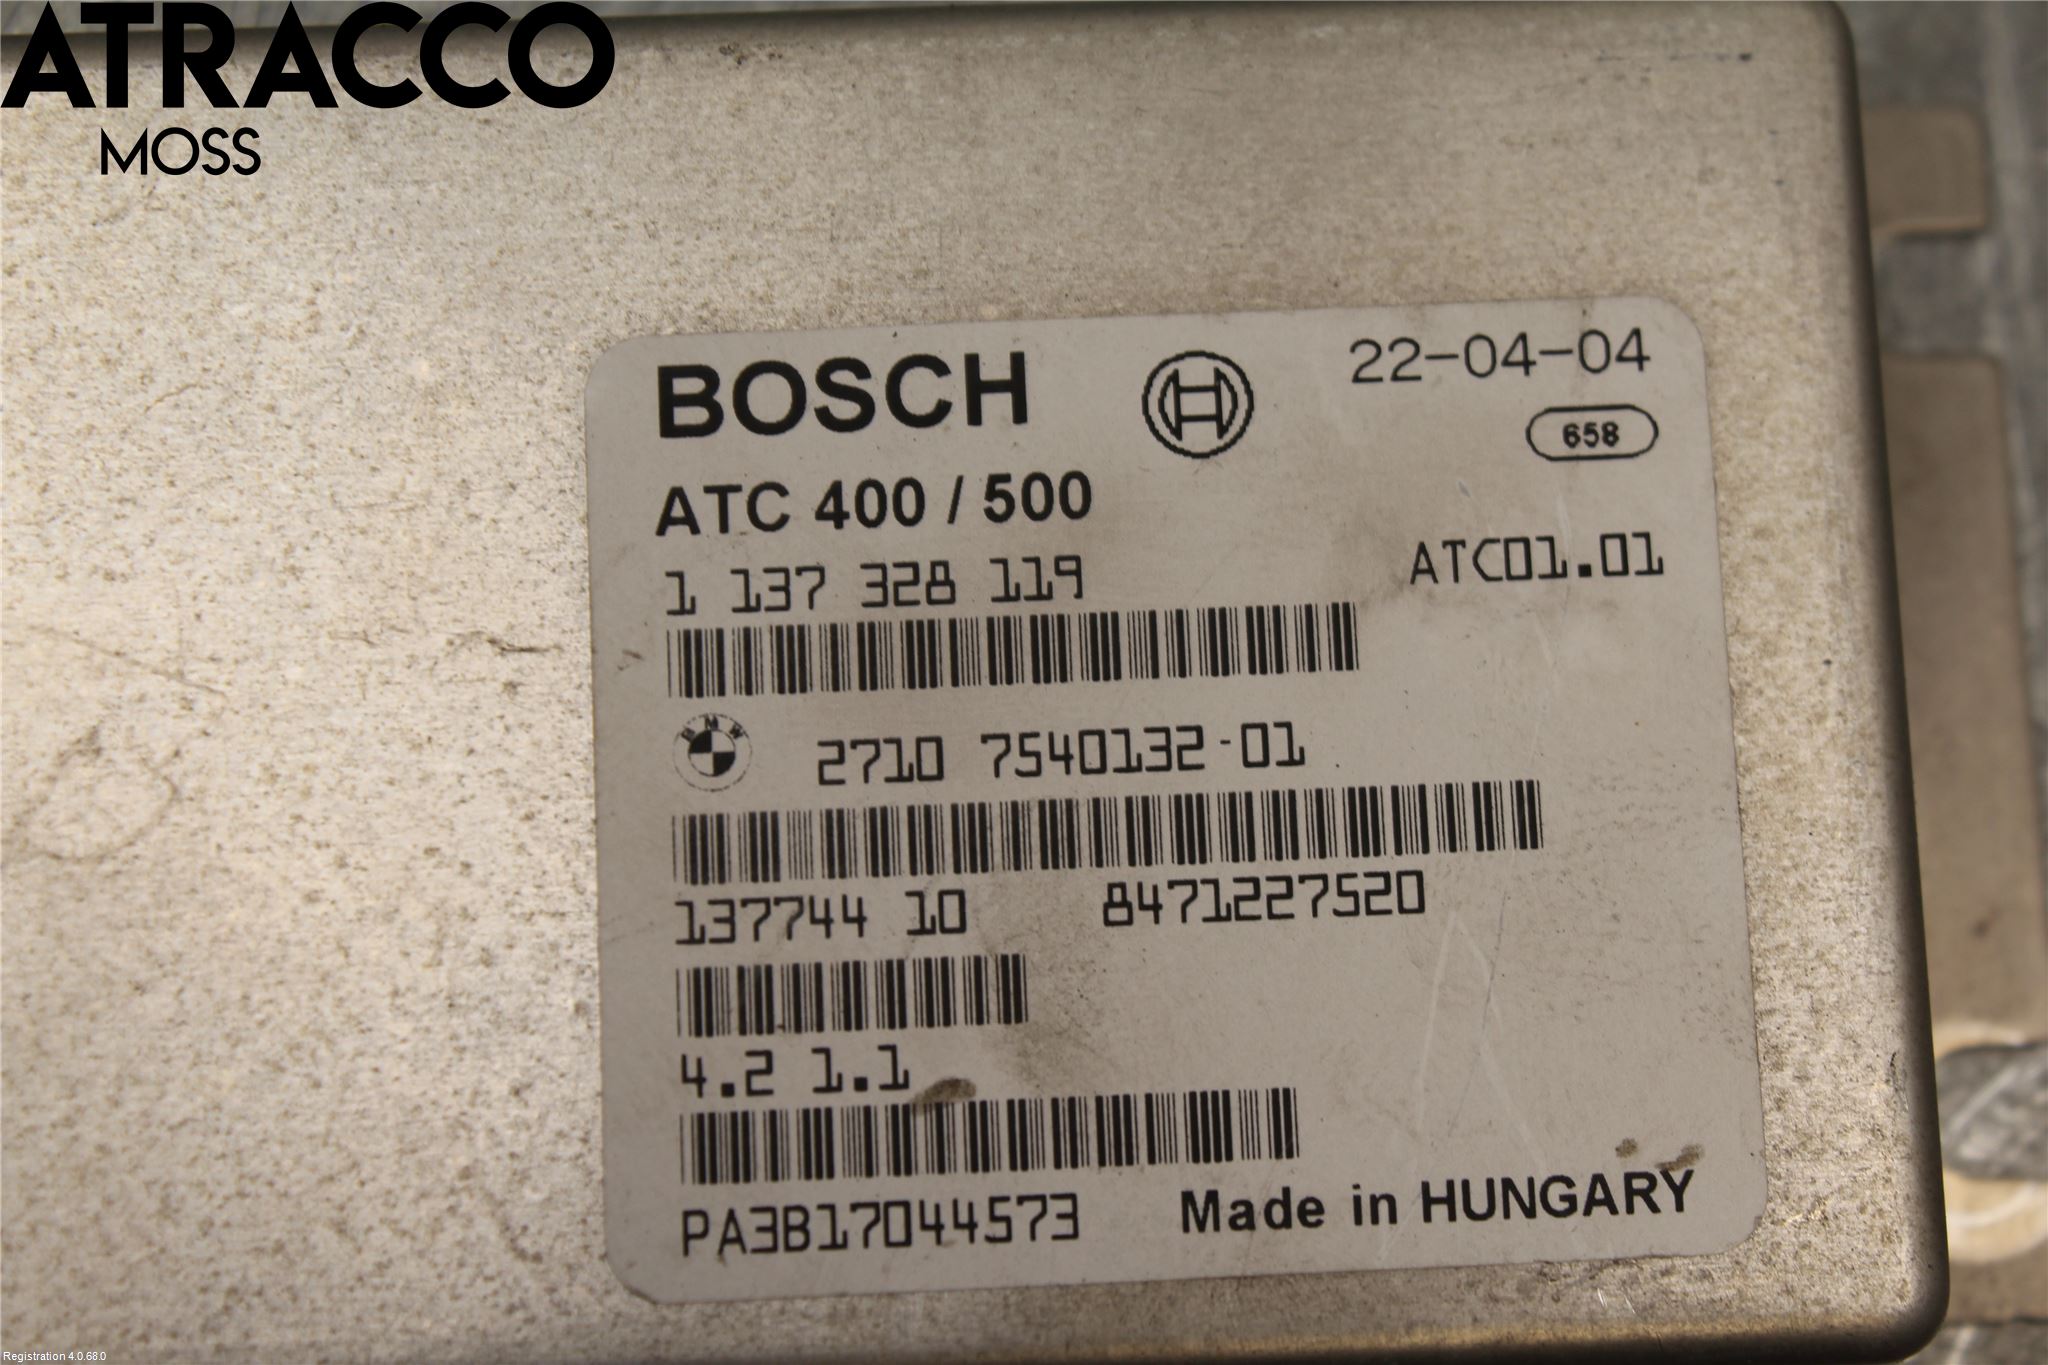 ATRACCO
MOSS
BOSCH 22-04-04
658
ATC 400 / 500
1 137 328 119 ATC01.01
BMW 2710 7540132-01
137744 10 8471227520
4.2 1.1
PA3B17044573 Made in HUNGARY
Registration 4.0.68.0